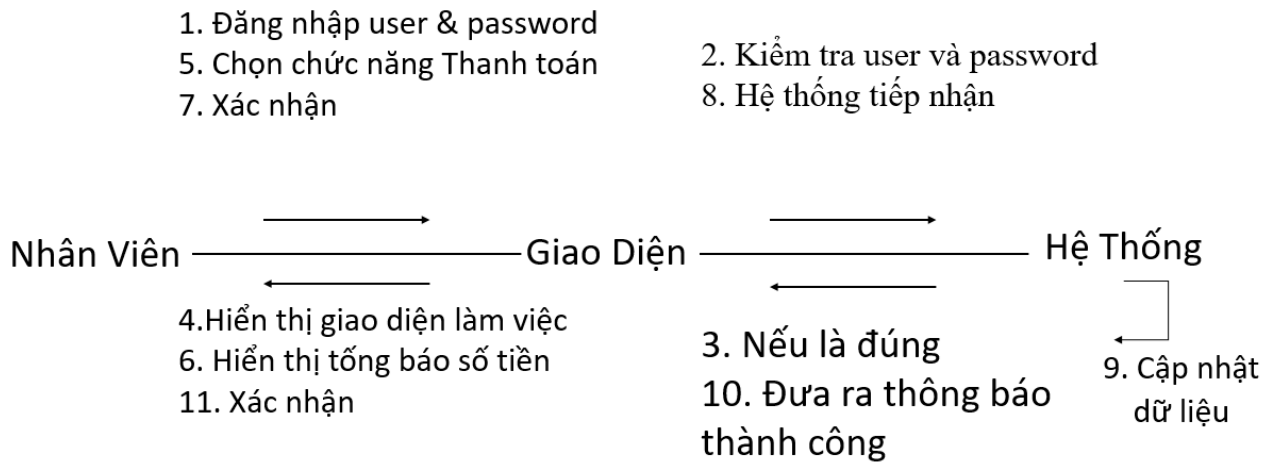 1. Đăng nhập user & password
5. Chọn chức năng Thanh toán
7. Xác nhận
2. Kiểm tra user và password
8. Hệ thống tiếp nhận
Nhân Viên
Giao Diện
Hệ Thống
4.Hiển thị giao diện làm việc
6. Hiển thị tống báo số tiền
11. Xác nhận
3. Nếu là đúng
10. Đưa ra thông báo
thành công
9. Cập nhật
dữ liệu